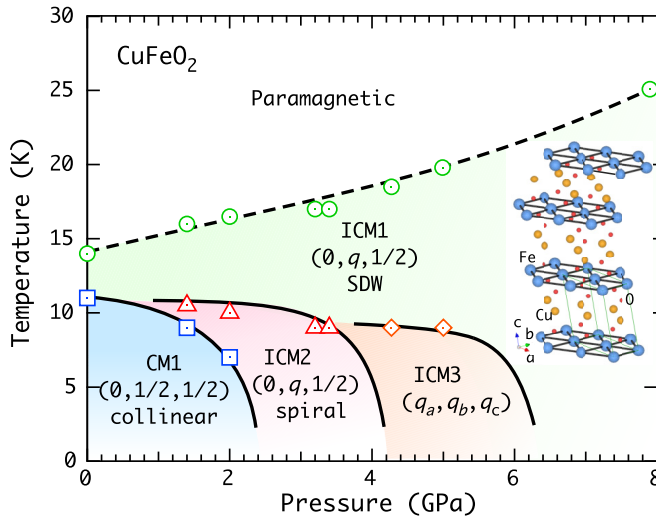 30
25
20
15
10
5
0
Temperature (K)
CuFeO₂
Paramagnetic
ICM1
(0,q,1/2)
SDW
CM1
(0,1/2,1/2)
collinear
ICM2
(0,q,1/2)
spiral
ICM3
(qₐ,q_b,q_c)
Fe
O
Cu
c
b
a
0
2
4
6
8
Pressure (GPa)